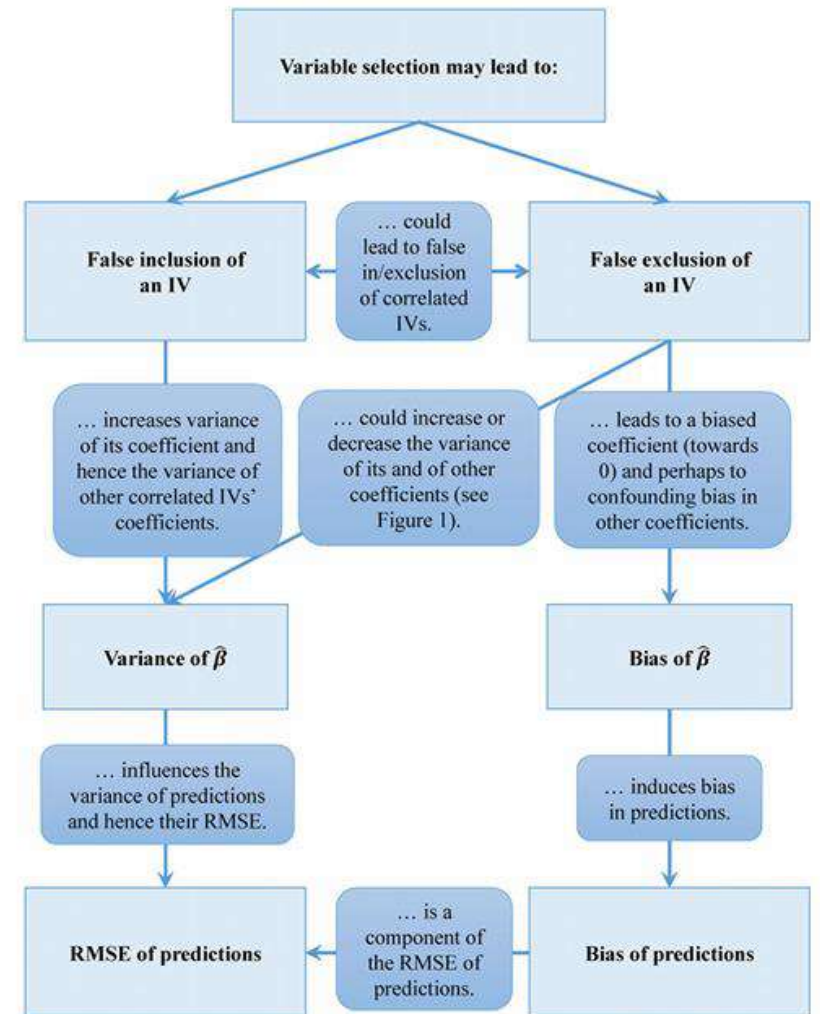 Variable selection may lead to:
False inclusion of
an IV
… could
lead to false
in/exclusion
of correlated
IVs.
False exclusion of
an IV
… increases variance
of its coefficient and
hence the variance of
other correlated IVs’
coefficients.
… could increase or
decrease the variance
of its and of other
coefficients (see
Figure 1).
… leads to a biased
coefficient (towards
0) and perhaps to
confounding bias in
other coefficients.
Variance of β̂
Bias of β̂
… influences the
variance of predictions
and hence their RMSE.
… induces bias
in predictions.
RMSE of predictions
… is a
component of
the RMSE of
predictions.
Bias of predictions